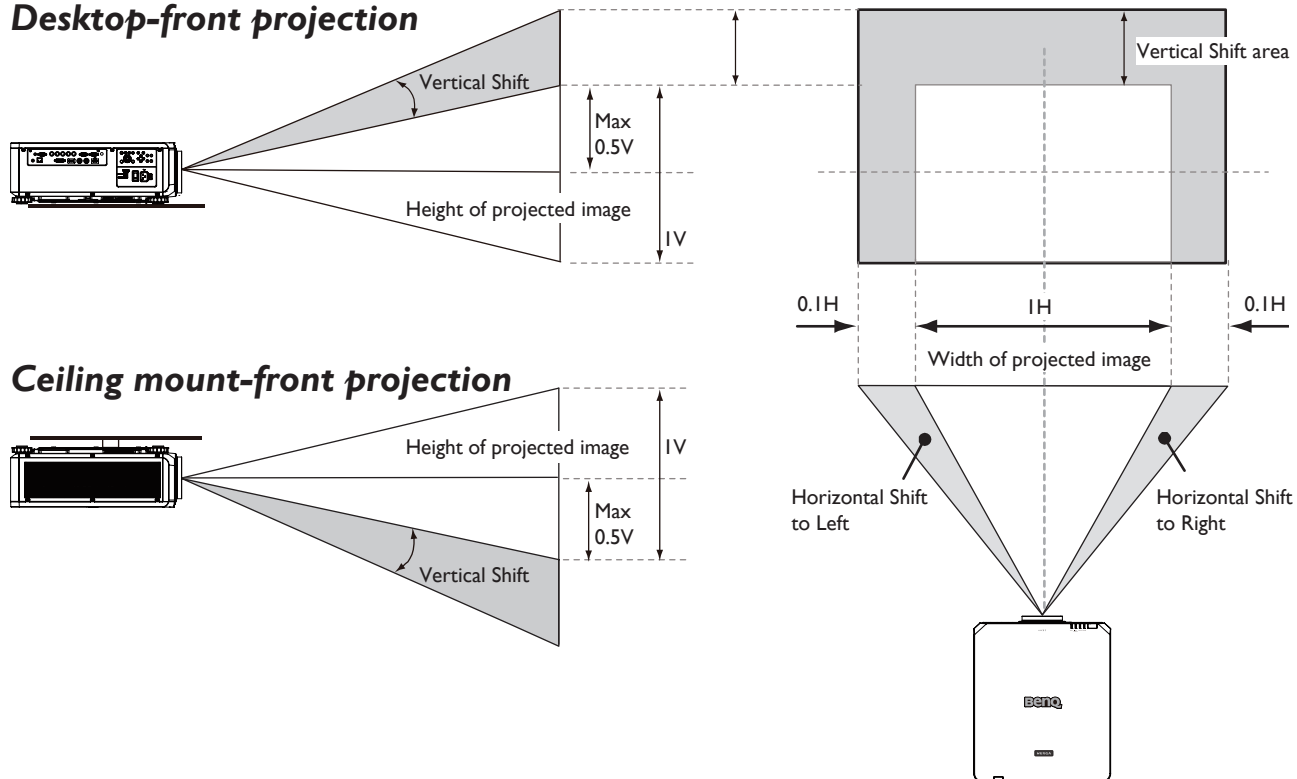 Desktop-front projection
Vertical Shift
Max
0.5V
Height of projected image
1V
Vertical Shift area
0.1H
1H
0.1H
Width of projected image
Ceiling mount-front projection
Height of projected image
1V
Max
0.5V
Vertical Shift
Horizontal Shift
to Left
Horizontal Shift
to Right
BenQ